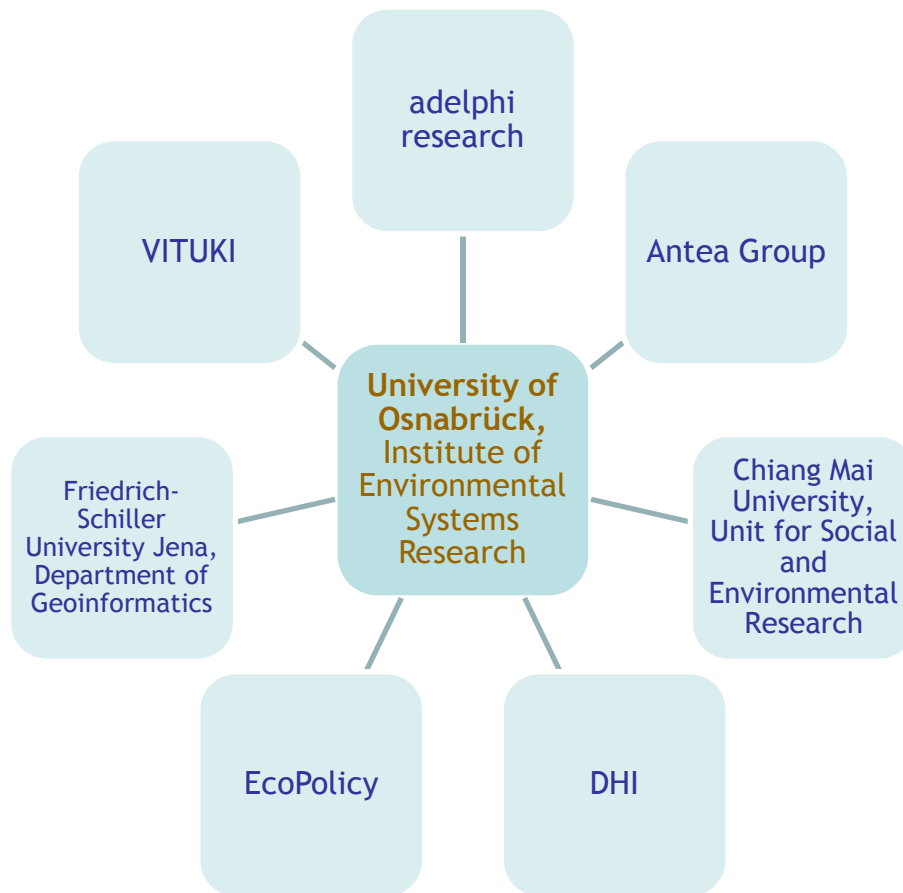 adelphi
research
VITUKI
Antea Group
University of
Osnabrück,
Institute of
Environmental
Systems
Research
Friedrich-
Schiller
University Jena,
Department of
Geoinformatics
Chiang Mai
University,
Unit for Social
and
Environmental
Research
EcoPolicy
DHI